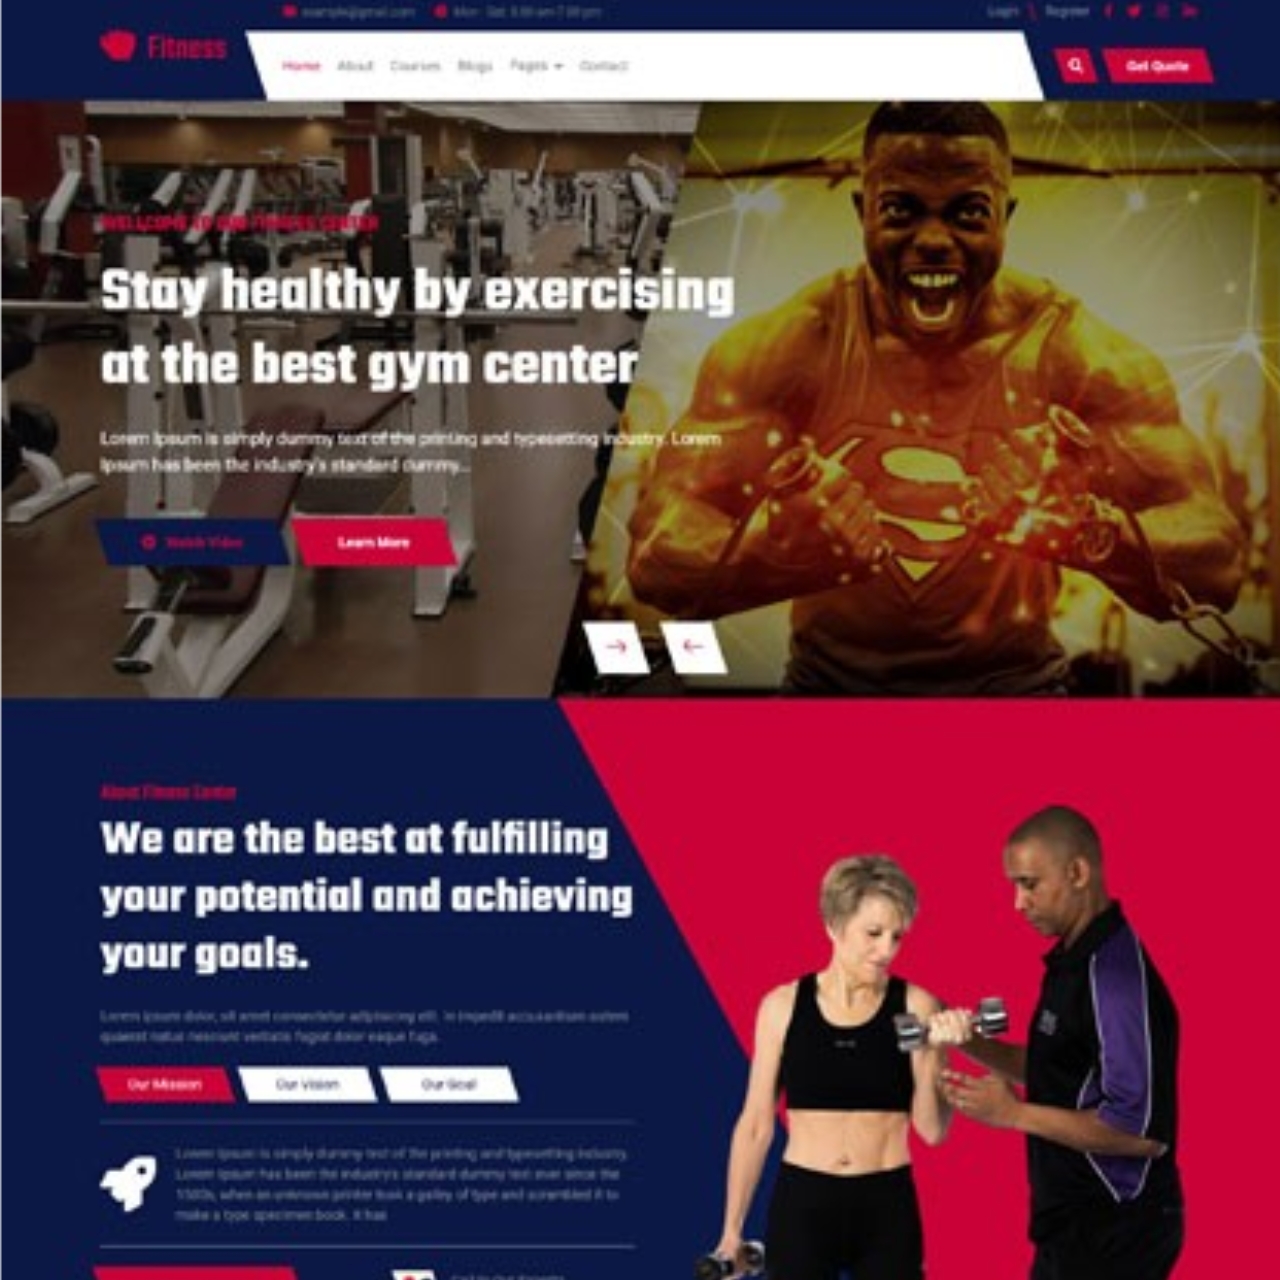 example@gmail.com Mon - Sat: 8.00 am-7.00 pm Login Register
Fitness
Home About Courses Blogs Pages Contact
Get Quote
WELLCOME TO OUR FITNESS CENTER
Stay healthy by exercising
at the best gym center
Lorem Ipsum is simply dummy text of the printing and typesetting industry. Lorem
Ipsum has been the industry's standard dummy...
Watch Video Learn More
About Fitness Center
We are the best at fulfilling
your potential and achieving
your goals.
Lorem ipsum dolor, sit amet consectetur adipisicing elit. In impedit accusantium autem
quaerat natus nesciunt veritatis fugiat dolor eaque fuga.
Our Mission Our Vision Our Goal
Lorem Ipsum is simply dummy text of the printing and typesetting industry.
Lorem Ipsum has been the industry's standard dummy text ever since the
1500s, when an unknown printer took a galley of type and scrambled it to
make a type specimen book. It has